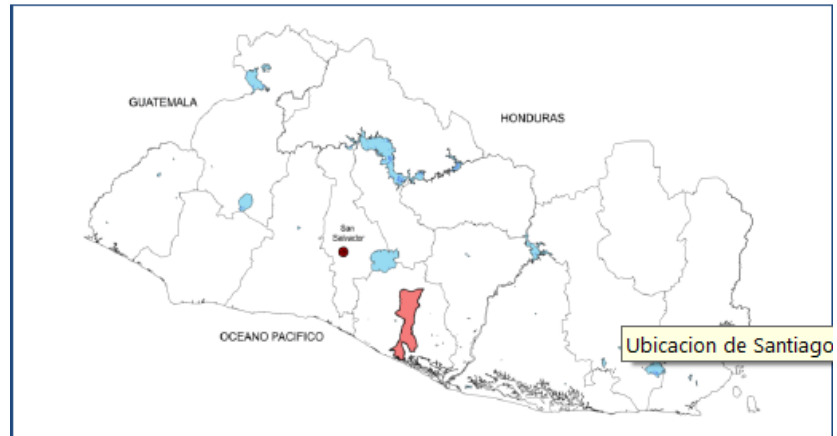 GUATEMALA
HONDURAS
San
Salvador
OCEANO PACIFICO
Ubicacion de Santiago